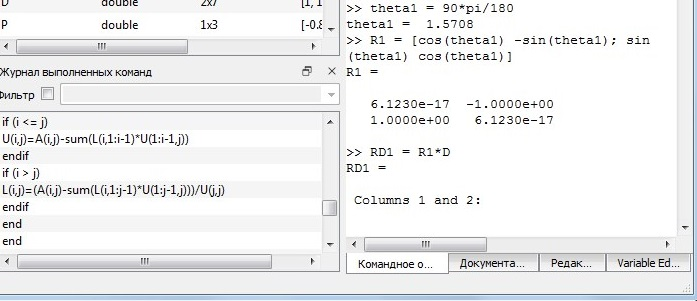 D double 2x7 [1, 1
P double 1x3 [-0.8
Журнал выполненных команд
Фильтр
if (i <= j)
U(i,j)=A(i,j)-sum(L(i,1:i-1)*U(1:i-1,j))
endif
if (i > j)
L(i,j)=(A(i,j)-sum(L(i,1:j-1)*U(1:j-1,j)))/U(j,j)
endif
end
end
>> theta1 = 90*pi/180
theta1 =  1.5708
>> R1 = [cos(theta1) -sin(theta1); sin
(theta1) cos(theta1)]
R1 =
6.1230e-17 -1.0000e+00
1.0000e+00 6.1230e-17
>> RD1 = R1*D
RD1 =
Columns 1 and 2:
Командное о... Документа... Редак... Variable Ed...